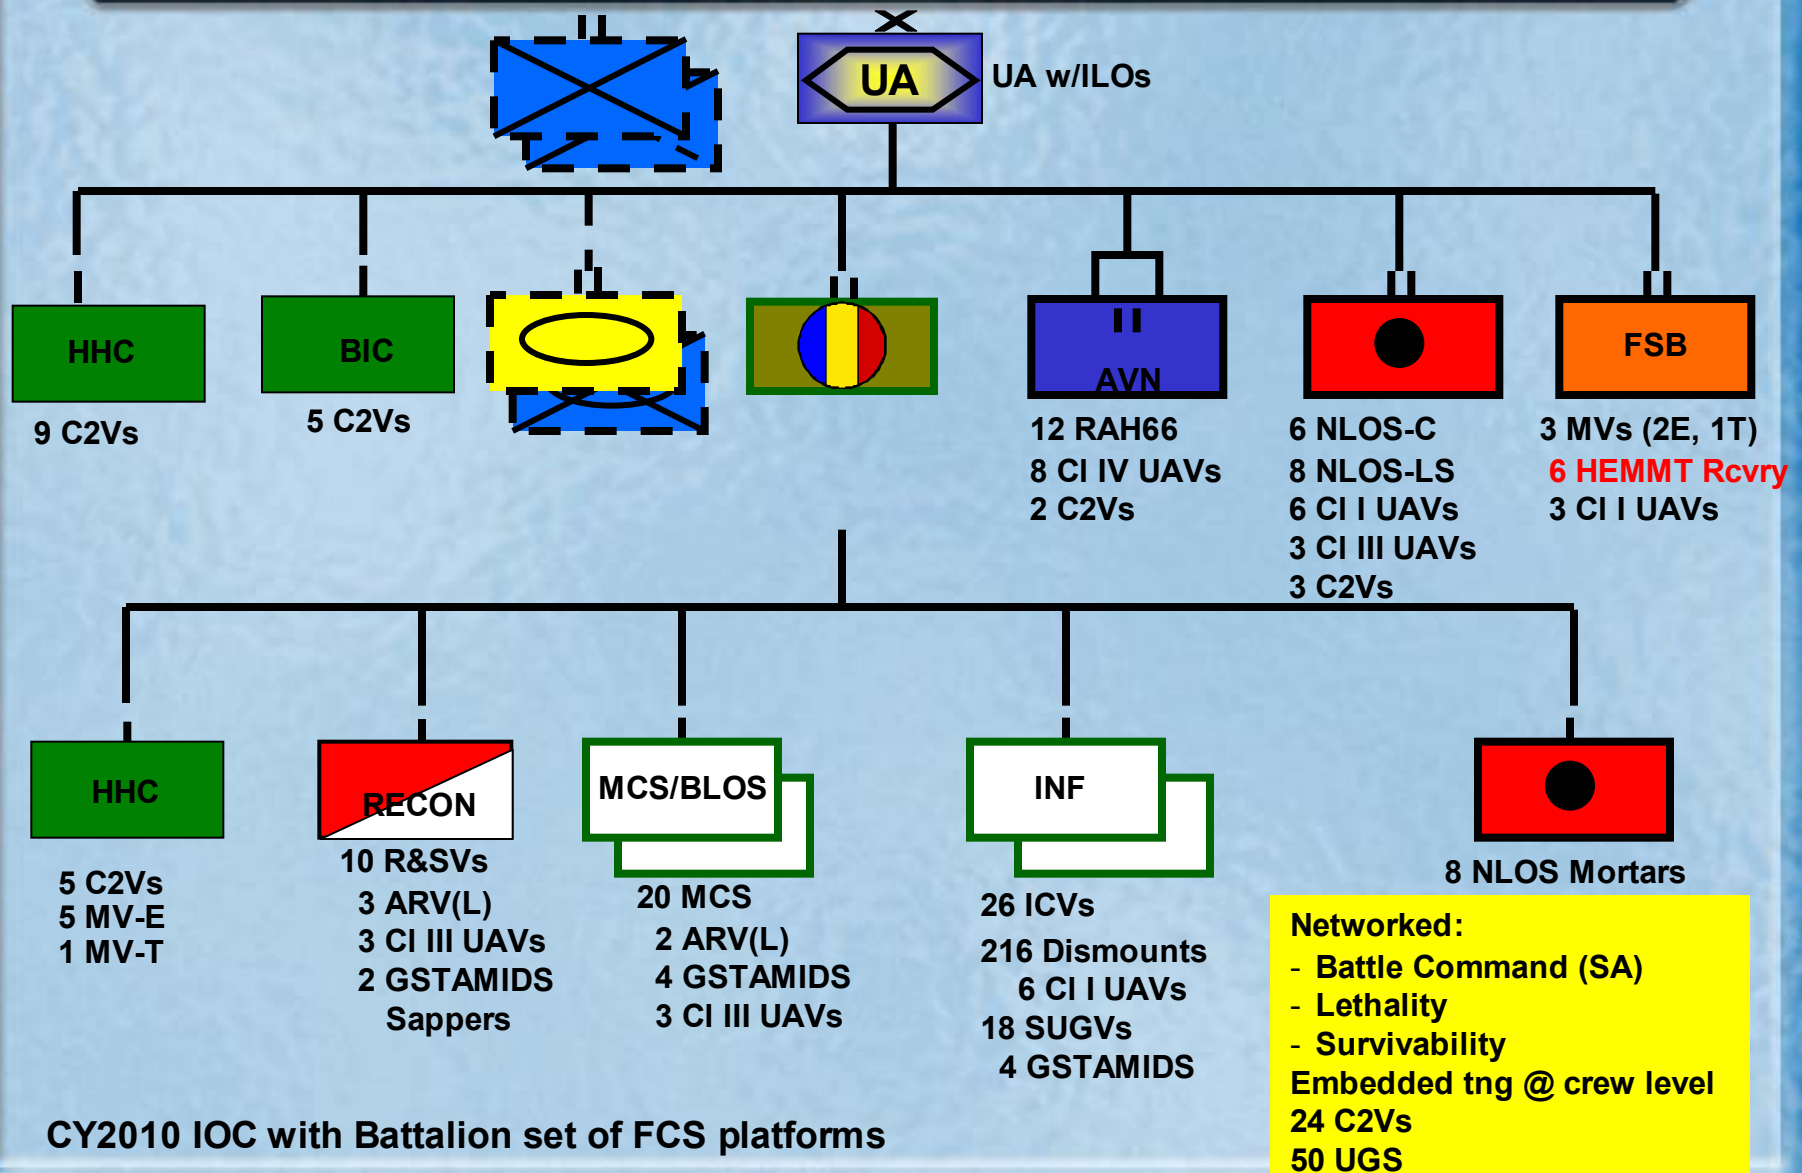 UA
UA w/ILOs
HHC
9 C2Vs
BIC
5 C2Vs
AVN
12 RAH66
8 Cl IV UAVs
2 C2Vs
6 NLOS-C
8 NLOS-LS
6 Cl I UAVs
3 Cl III UAVs
3 C2Vs
FSB
3 MVs (2E, 1T)
6 HEMMT Rcvry
3 Cl I UAVs
HHC
5 C2Vs
5 MV-E
1 MV-T
RECON
10 R&SVs
3 ARV(L)
3 Cl III UAVs
2 GSTAMIDS
Sappers
MCS/BLOS
20 MCS
2 ARV(L)
4 GSTAMIDS
3 Cl III UAVs
INF
26 ICVs
216 Dismounts
6 Cl I UAVs
18 SUGVs
4 GSTAMIDS
8 NLOS Mortars
Networked:
- Battle Command (SA)
- Lethality
- Survivability
Embedded tng @ crew level
24 C2Vs
50 UGS
CY2010 IOC with Battalion set of FCS platforms